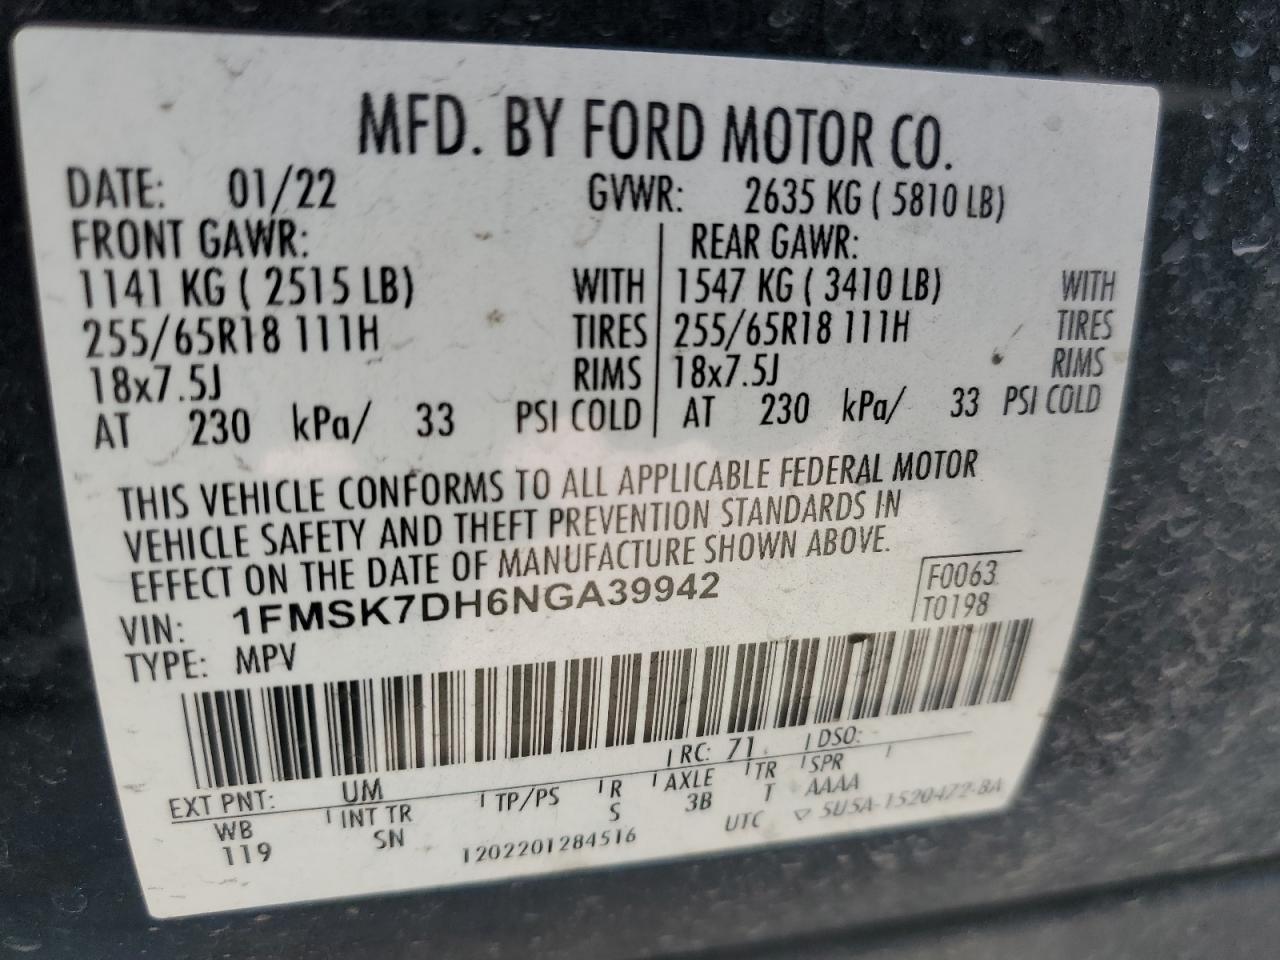 MFD. BY FORD MOTOR CO.
DATE: 01/22 GVWR: 2635 KG ( 5810 LB)
FRONT GAWR: REAR GAWR:
1141 KG ( 2515 LB) WITH 1547 KG ( 3410 LB) WITH
255/65R18 111H TIRES 255/65R18 111H TIRES
18x7.5J RIMS 18x7.5J RIMS
AT 230 kPa/ 33 PSI COLD AT 230 kPa/ 33 PSI COLD
THIS VEHICLE CONFORMS TO ALL APPLICABLE FEDERAL MOTOR
VEHICLE SAFETY AND THEFT PREVENTION STANDARDS IN
EFFECT ON THE DATE OF MANUFACTURE SHOWN ABOVE.
VIN: 1FMSK7DH6NGA39942 F0063
TYPE: MPV T0198
EXT PNT: UM RC: 71 DSO:
WB INT TR TP/PS R AXLE TR SPR
119 SN S 3B T AAAA
1202201284516 UTC ▽ 5U5A-1520472-BA